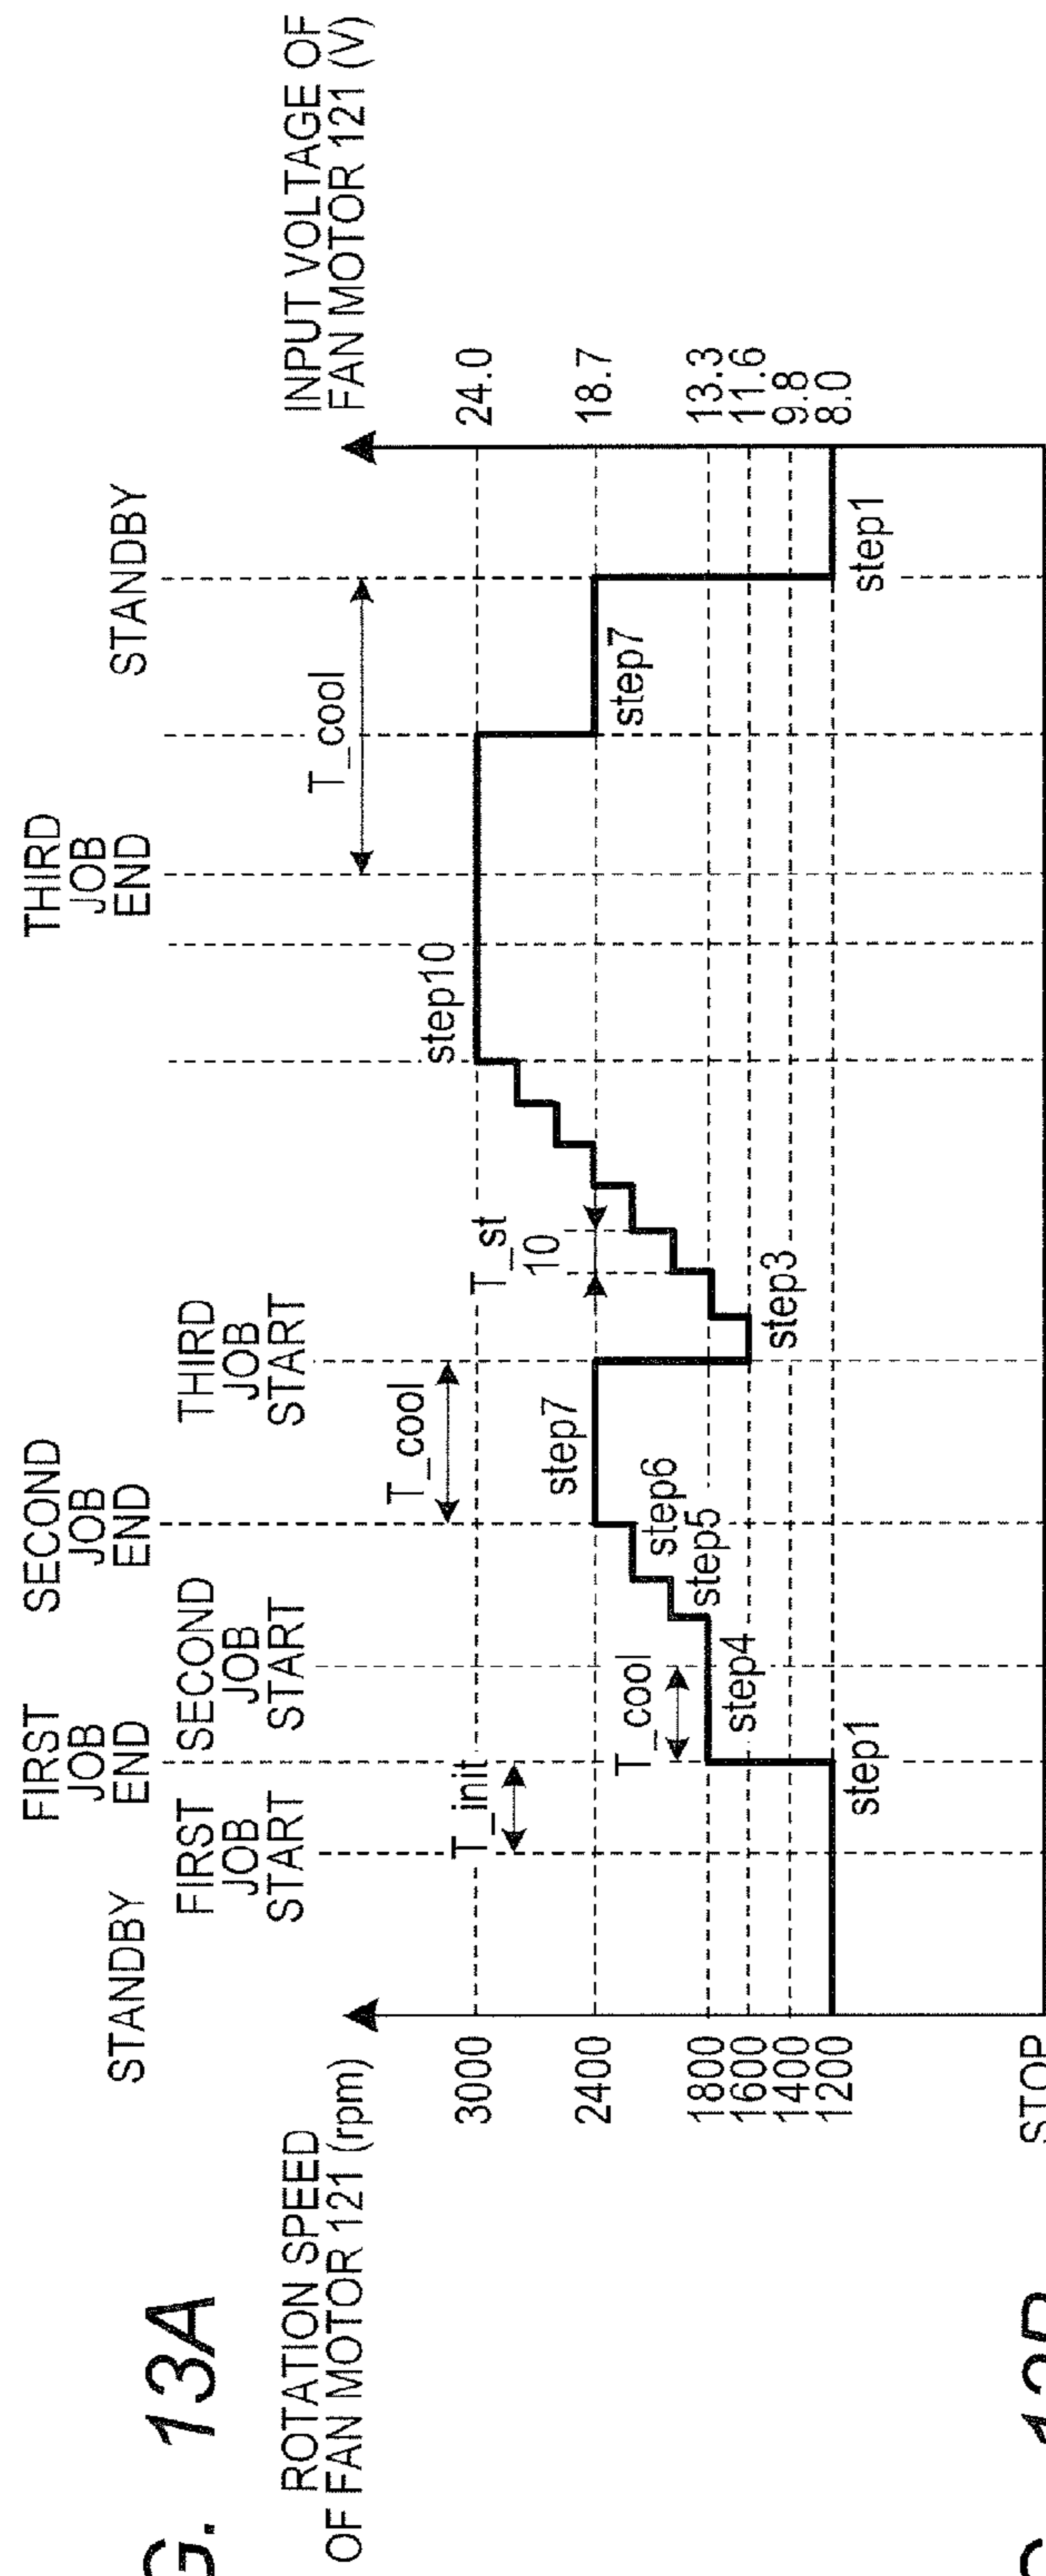 G. 13A
ROTATION SPEED
OF FAN MOTOR 121 (rpm)
INPUT VOLTAGE OF
FAN MOTOR 121 (V)
STANDBY
FIRST
JOB
START
FIRST
JOB
END
SECOND
JOB
START
SECOND
JOB
END
THIRD
JOB
START
THIRD
JOB
END
STANDBY
3000
2400
1800
1600
1400
1200
STOP
24.0
18.7
13.3
11.6
9.8
8.0
T_init
T_cool
T_cool
T_st
10
T_cool
step1
step4
step5
step6
step7
step3
step10
step7
step1